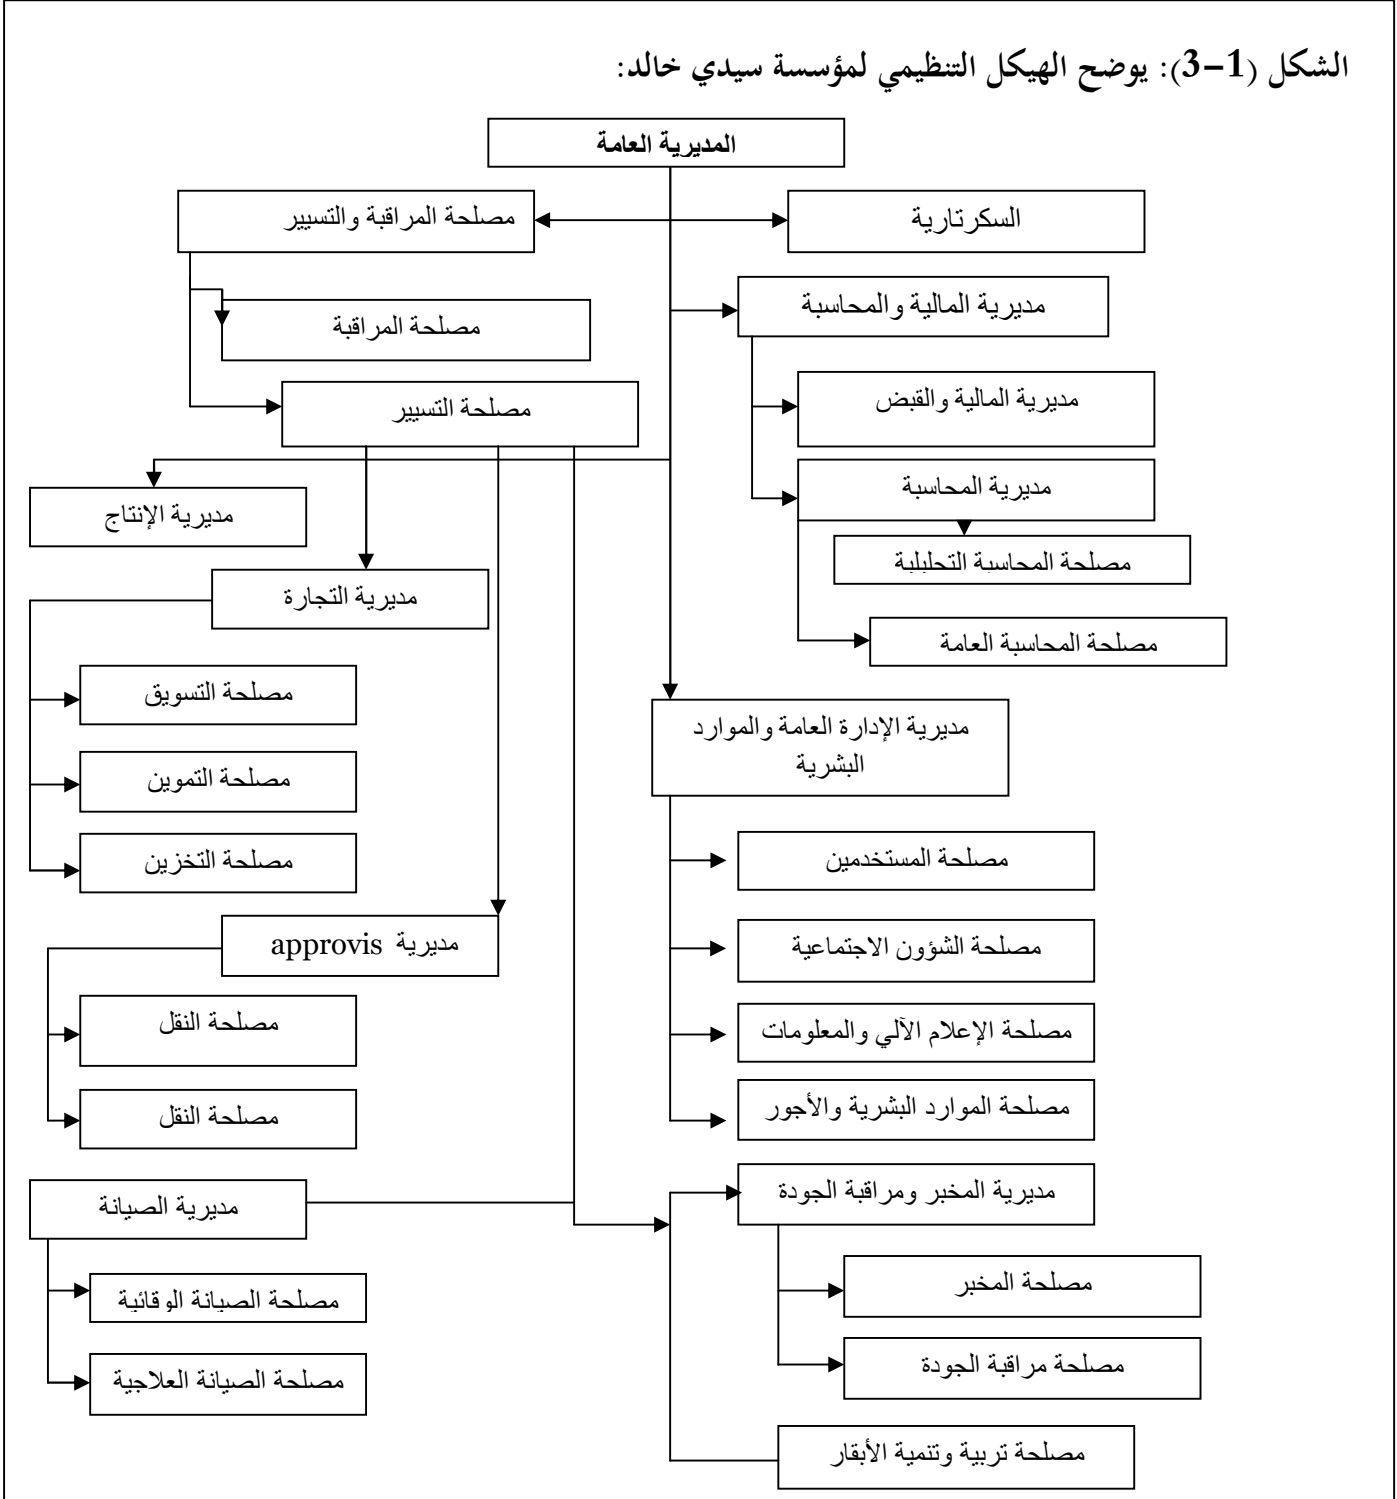 الشكل (1-3): يوضح الهيكل التنظيمي لمؤسسة سيدي خالد:
المديرية العامة
السكرتارية
مصلحة المراقبة والتسيير
مديرية المالية والمحاسبة
مصلحة المراقبة
مديرية المالية والقبض
مصلحة التسيير
مديرية المحاسبة
مديرية الإنتاج
مصلحة المحاسبة التحليلية
مديرية التجارة
مصلحة المحاسبة العامة
مصلحة التسويق
مديرية الإدارة العامة والموارد
البشرية
مصلحة التموين
مصلحة المستخدمين
مصلحة التخزين
مصلحة الشؤون الاجتماعية
مديرية approvis
مصلحة الإعلام الآلي والمعلومات
مصلحة النقل
مصلحة الموارد البشرية والأجور
مصلحة النقل
مديرية المخبر ومراقبة الجودة
مديرية الصيانة
مصلحة المخبر
مصلحة الصيانة الوقائية
مصلحة مراقبة الجودة
مصلحة الصيانة العلاجية
مصلحة تربية وتنمية الأبقار